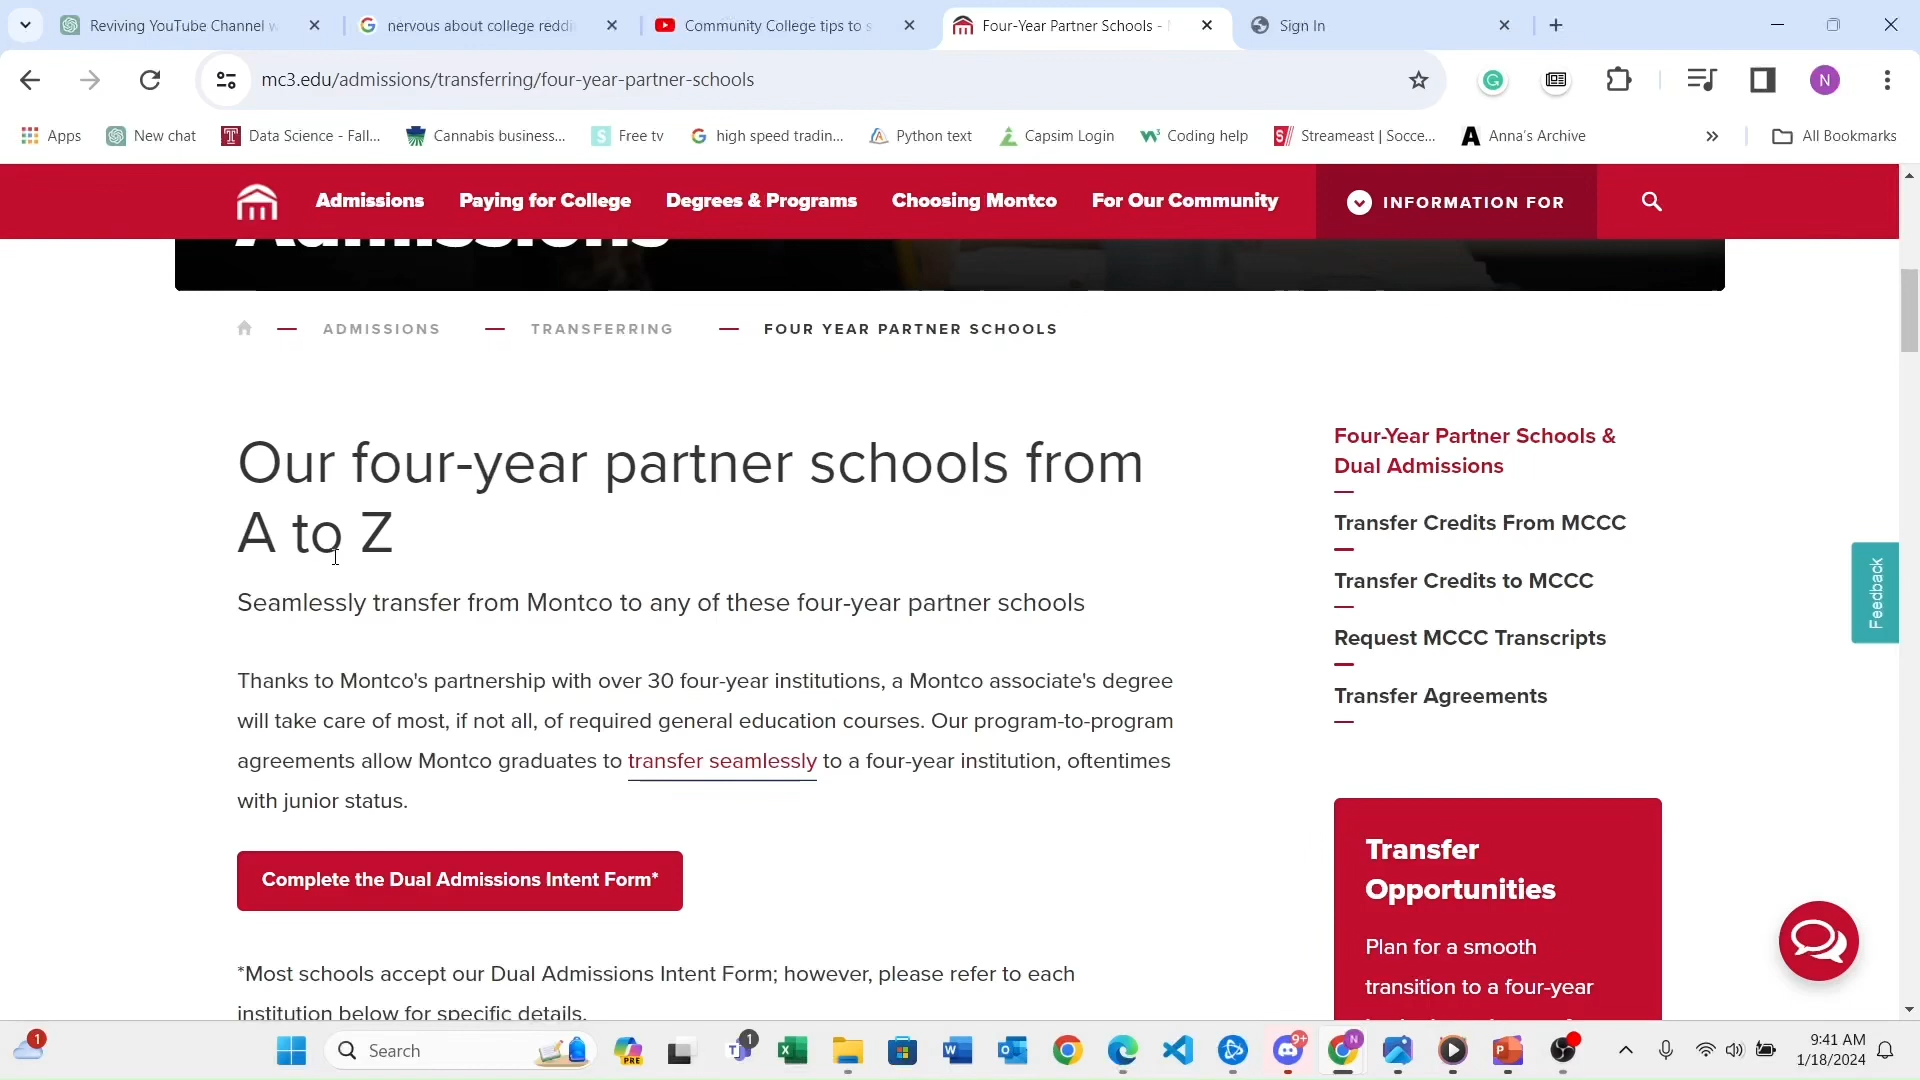 Reviving YouTube Channel
nervous about college reddi
Community College tips to s
Four-Year Partner Schools -
Sign In
mc3.edu/admissions/transferring/four-year-partner-schools
N
Apps
New chat
Data Science - Fall...
Cannabis business...
Free tv
high speed tradin...
Python text
Capsim Login
Coding help
Streameast | Socce...
Anna's Archive
»
All Bookmarks
Admissions
Paying for College
Degrees & Programs
Choosing Montco
For Our Community
INFORMATION FOR
Admissions
ADMISSIONS
TRANSFERRING
FOUR YEAR PARTNER SCHOOLS
Our four-year partner schools from
A to Z
Seamlessly transfer from Montco to any of these four-year partner schools
Thanks to Montco's partnership with over 30 four-year institutions, a Montco associate's degree
will take care of most, if not all, of required general education courses. Our program-to-program
agreements allow Montco graduates to transfer seamlessly to a four-year institution, oftentimes
with junior status.
Complete the Dual Admissions Intent Form*
*Most schools accept our Dual Admissions Intent Form; however, please refer to each
institution below for specific details.
Four-Year Partner Schools &
Dual Admissions
Transfer Credits From MCCC
Transfer Credits to MCCC
Request MCCC Transcripts
Transfer Agreements
Transfer
Opportunities
Plan for a smooth
transition to a four-year
Feedback
1
Search
PRE
1
9+
N
9:41 AM
1/18/2024